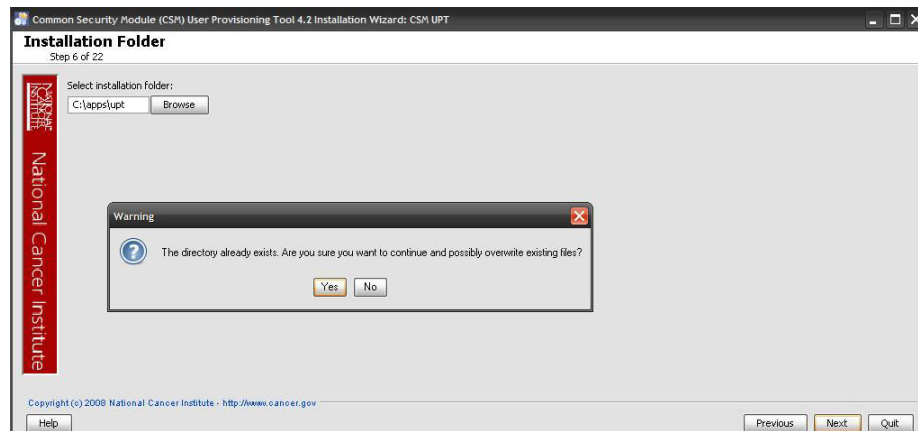 Common Security Module (CSM) User Provisioning Tool 4.2 Installation Wizard: CSM UPT
Installation Folder
Step 6 of 22
Select installation folder:
C:\apps\upt Browse
NATIONAL
CANCER
INSTITUTE
National Cancer Institute
Warning
The directory already exists. Are you sure you want to continue and possibly overwrite existing files?
Yes No
Copyright (c) 2008 National Cancer Institute - http://www.cancer.gov
Help Previous Next Quit